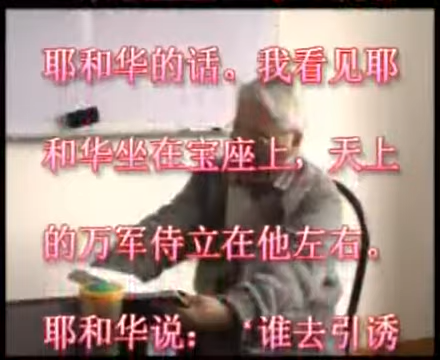 耶和华的话。我看见耶
和华坐在宝座上，天上
的万军侍立在他左右。
耶和华说：‘谁去引诱